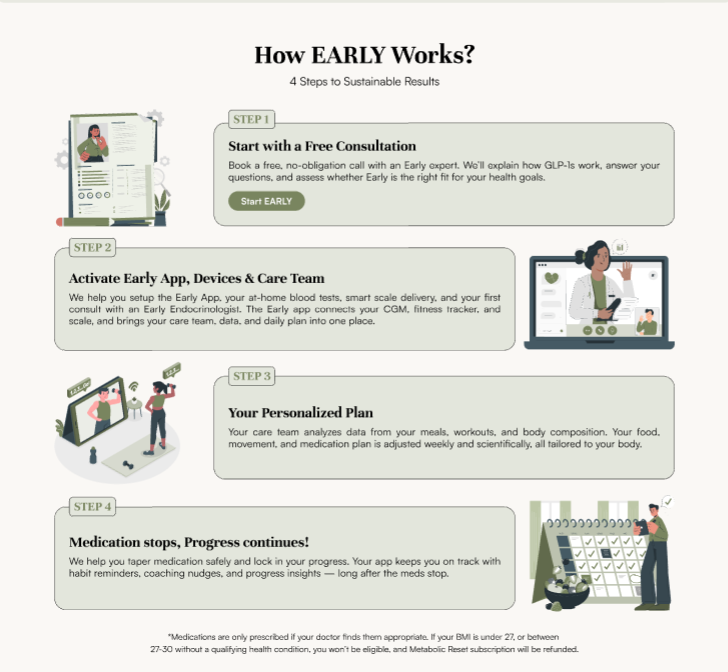 How EARLY Works?
4 Steps to Sustainable Results
STEP 1
Start with a Free Consultation
Book a free, no-obligation call with an Early expert. We'll explain how GLP-1s work, answer your
questions, and assess whether Early is the right fit for your health goals.
Start EARLY
STEP 2
Activate Early App, Devices & Care Team
We help you setup the Early App, your at-home blood tests, smart scale delivery, and your first
consult with an Early Endocrinologist. The Early app connects your CGM, fitness tracker, and
scale, and brings your care team, data, and daily plan into one place.
STEP 3
Your Personalized Plan
Your care team analyzes data from your meals, workouts, and body composition. Your food,
movement, and medication plan is adjusted weekly and scientifically, all tailored to your body.
STEP 4
Medication stops, Progress continues!
We help you taper medication safely and lock in your progress. Your app keeps you on track with
habit reminders, coaching nudges, and progress insights — long after the meds stop.
*Medications are only prescribed if your doctor finds them appropriate. If your BMI is under 27, or between
27-30 without a qualifying health condition, you won't be eligible, and Metabolic Reset subscription will be refunded.